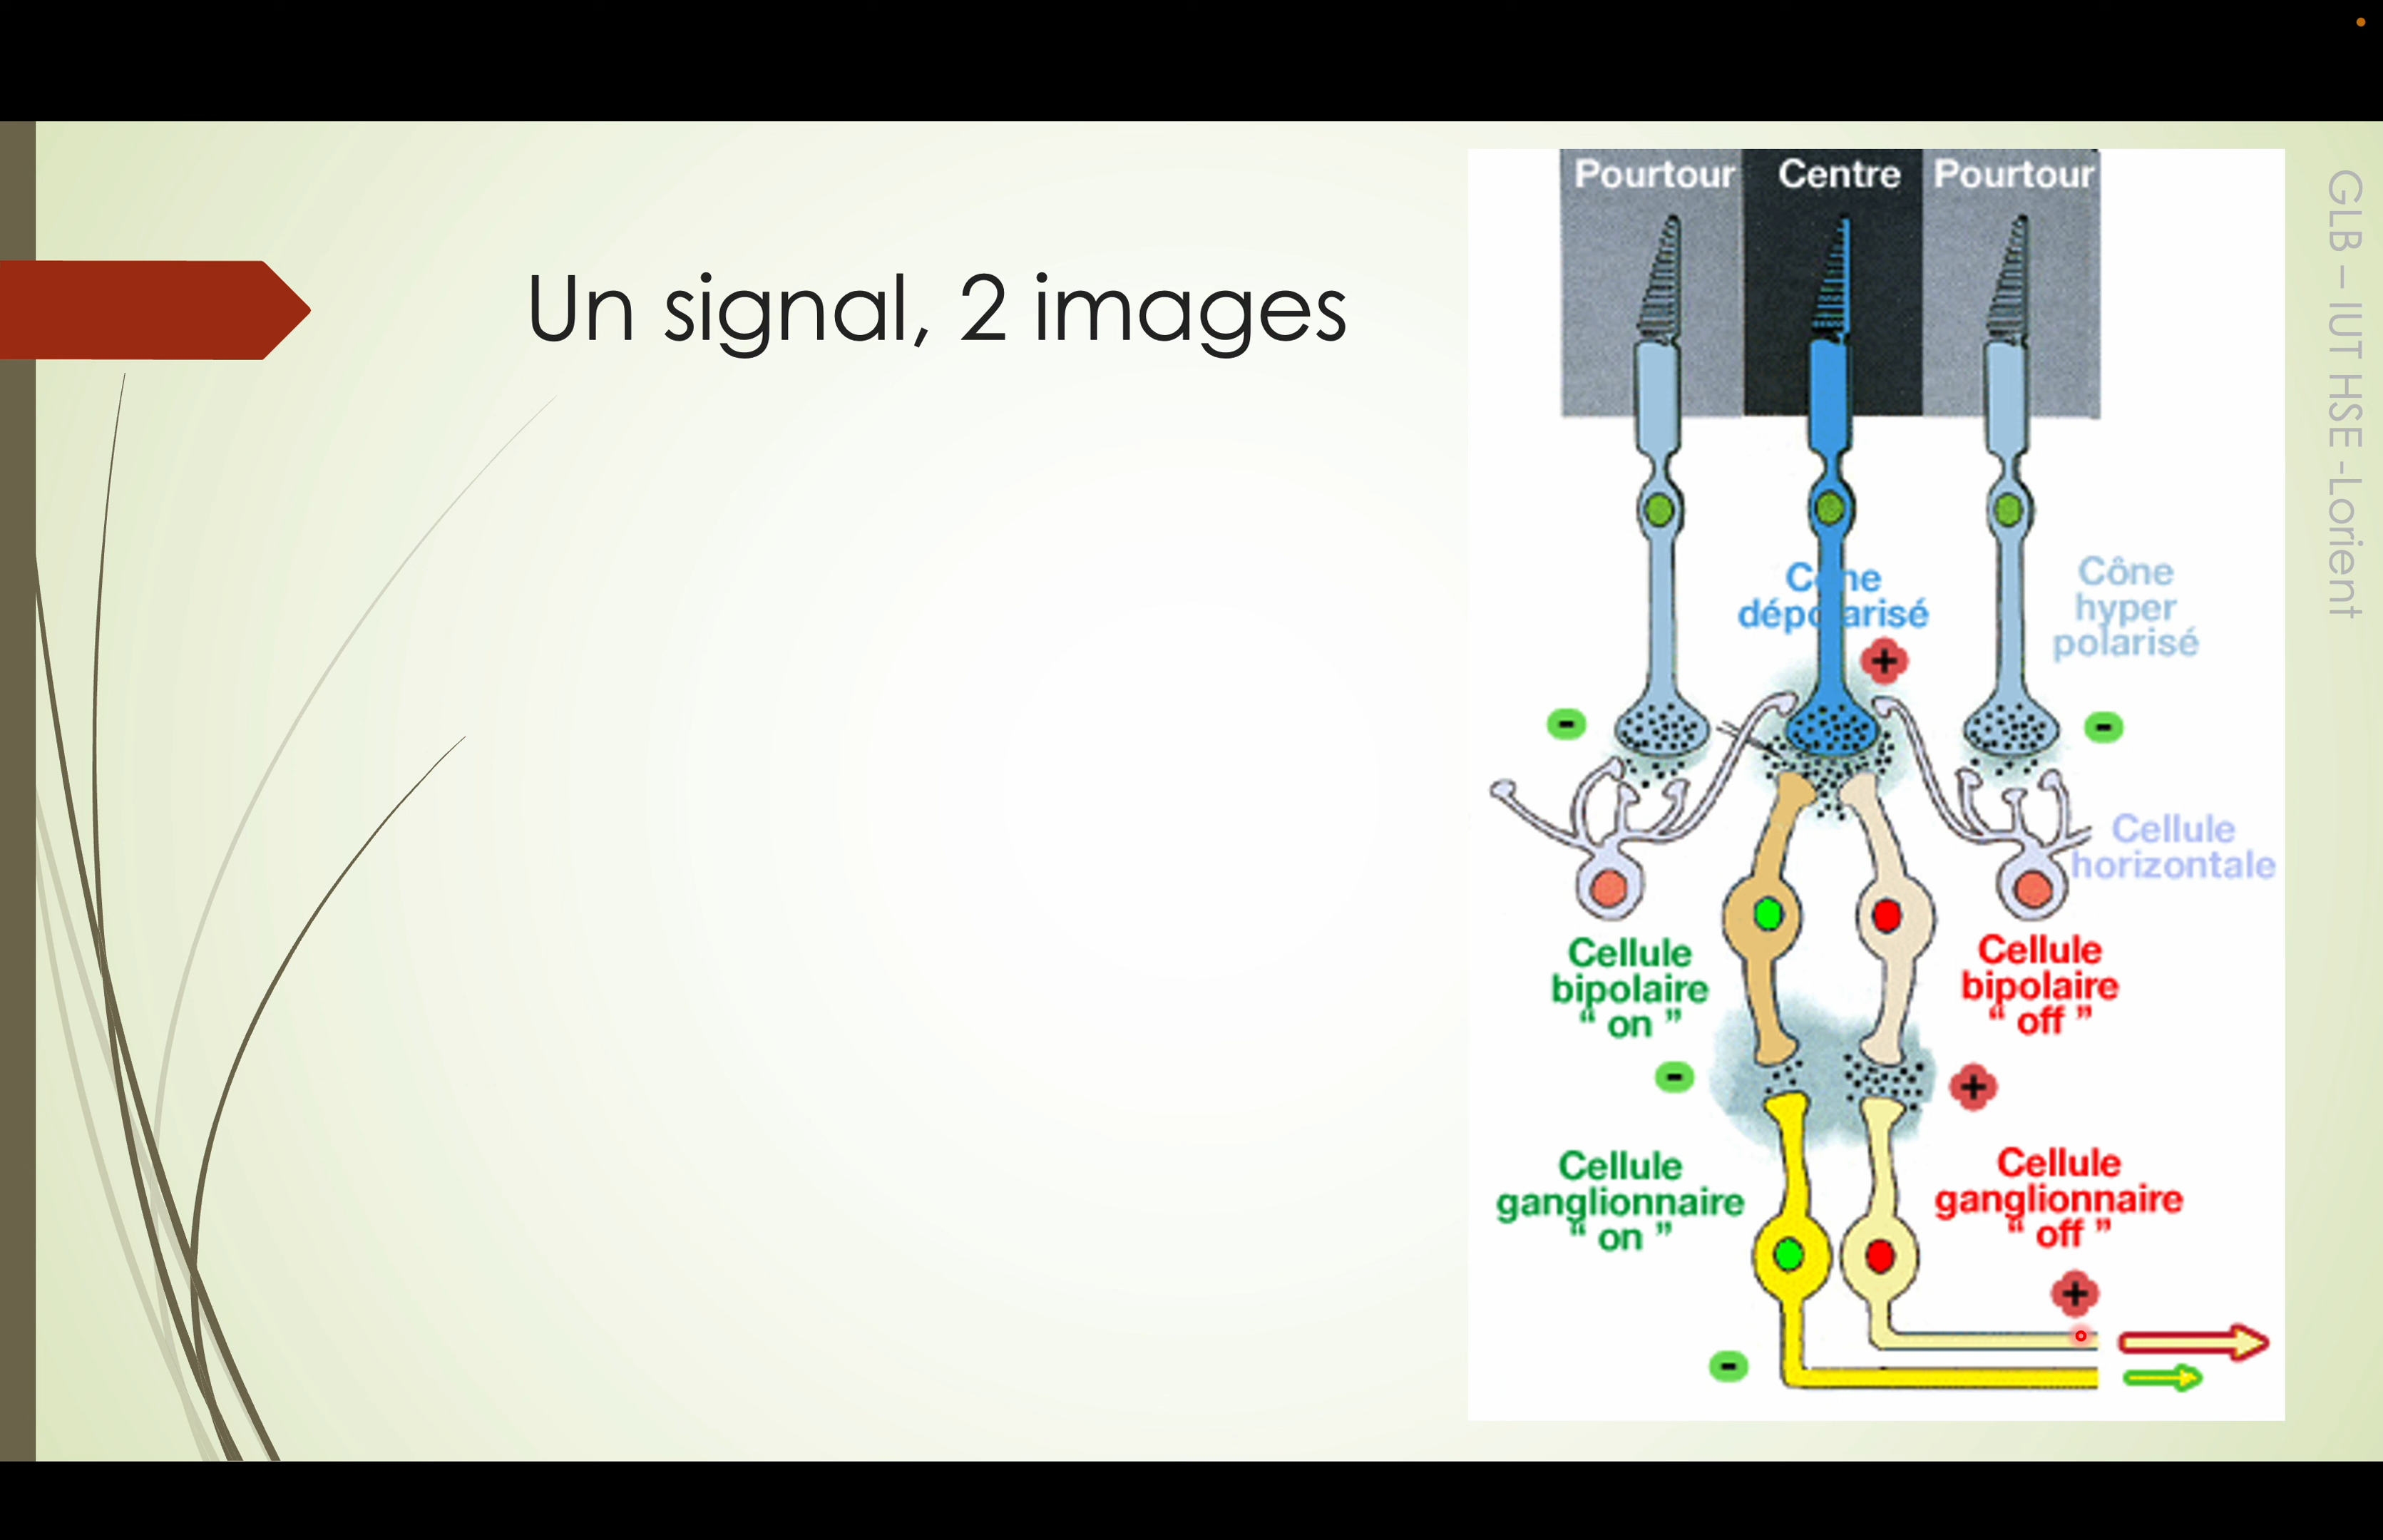 Un signal, 2 images
Pourtour
Centre
Pourtour
Cône
dépolarisé
+
Cône
hyper
polarisé
-
-
Cellule
horizontale
Cellule
bipolaire
“ on ”
Cellule
bipolaire
“ off ”
-
+
Cellule
ganglionnaire
“ on ”
Cellule
ganglionnaire
“ off ”
+
-
GLB – IUT HSE -Lorient